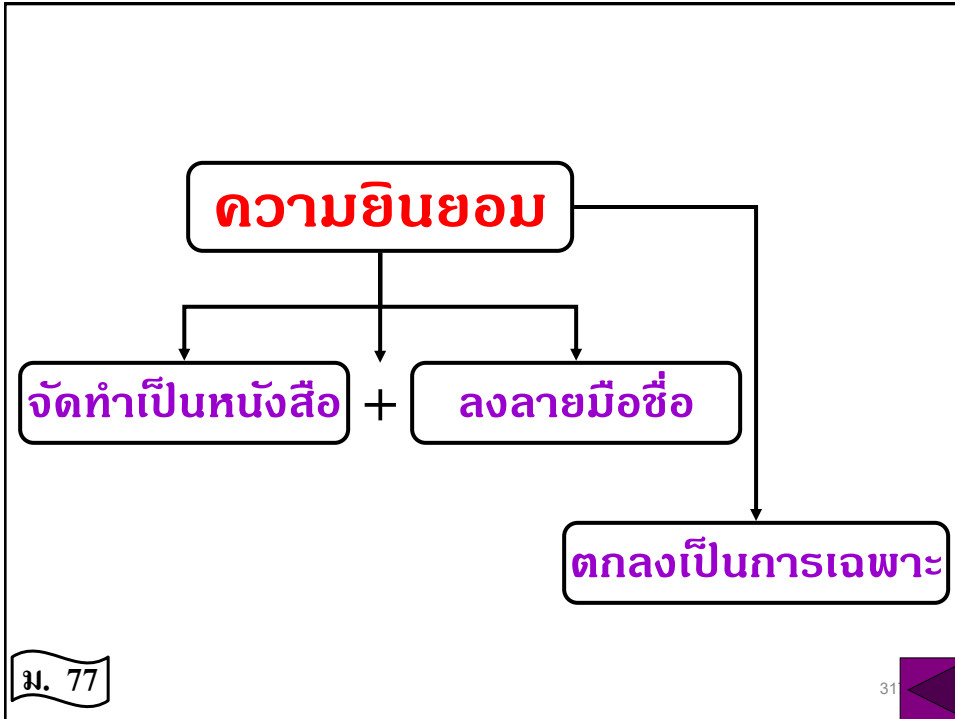 ความยินยอม
จัดทำเป็นหนังสือ + ลงลายมือชื่อ
ตกลงเป็นการเฉพาะ
ม. 77